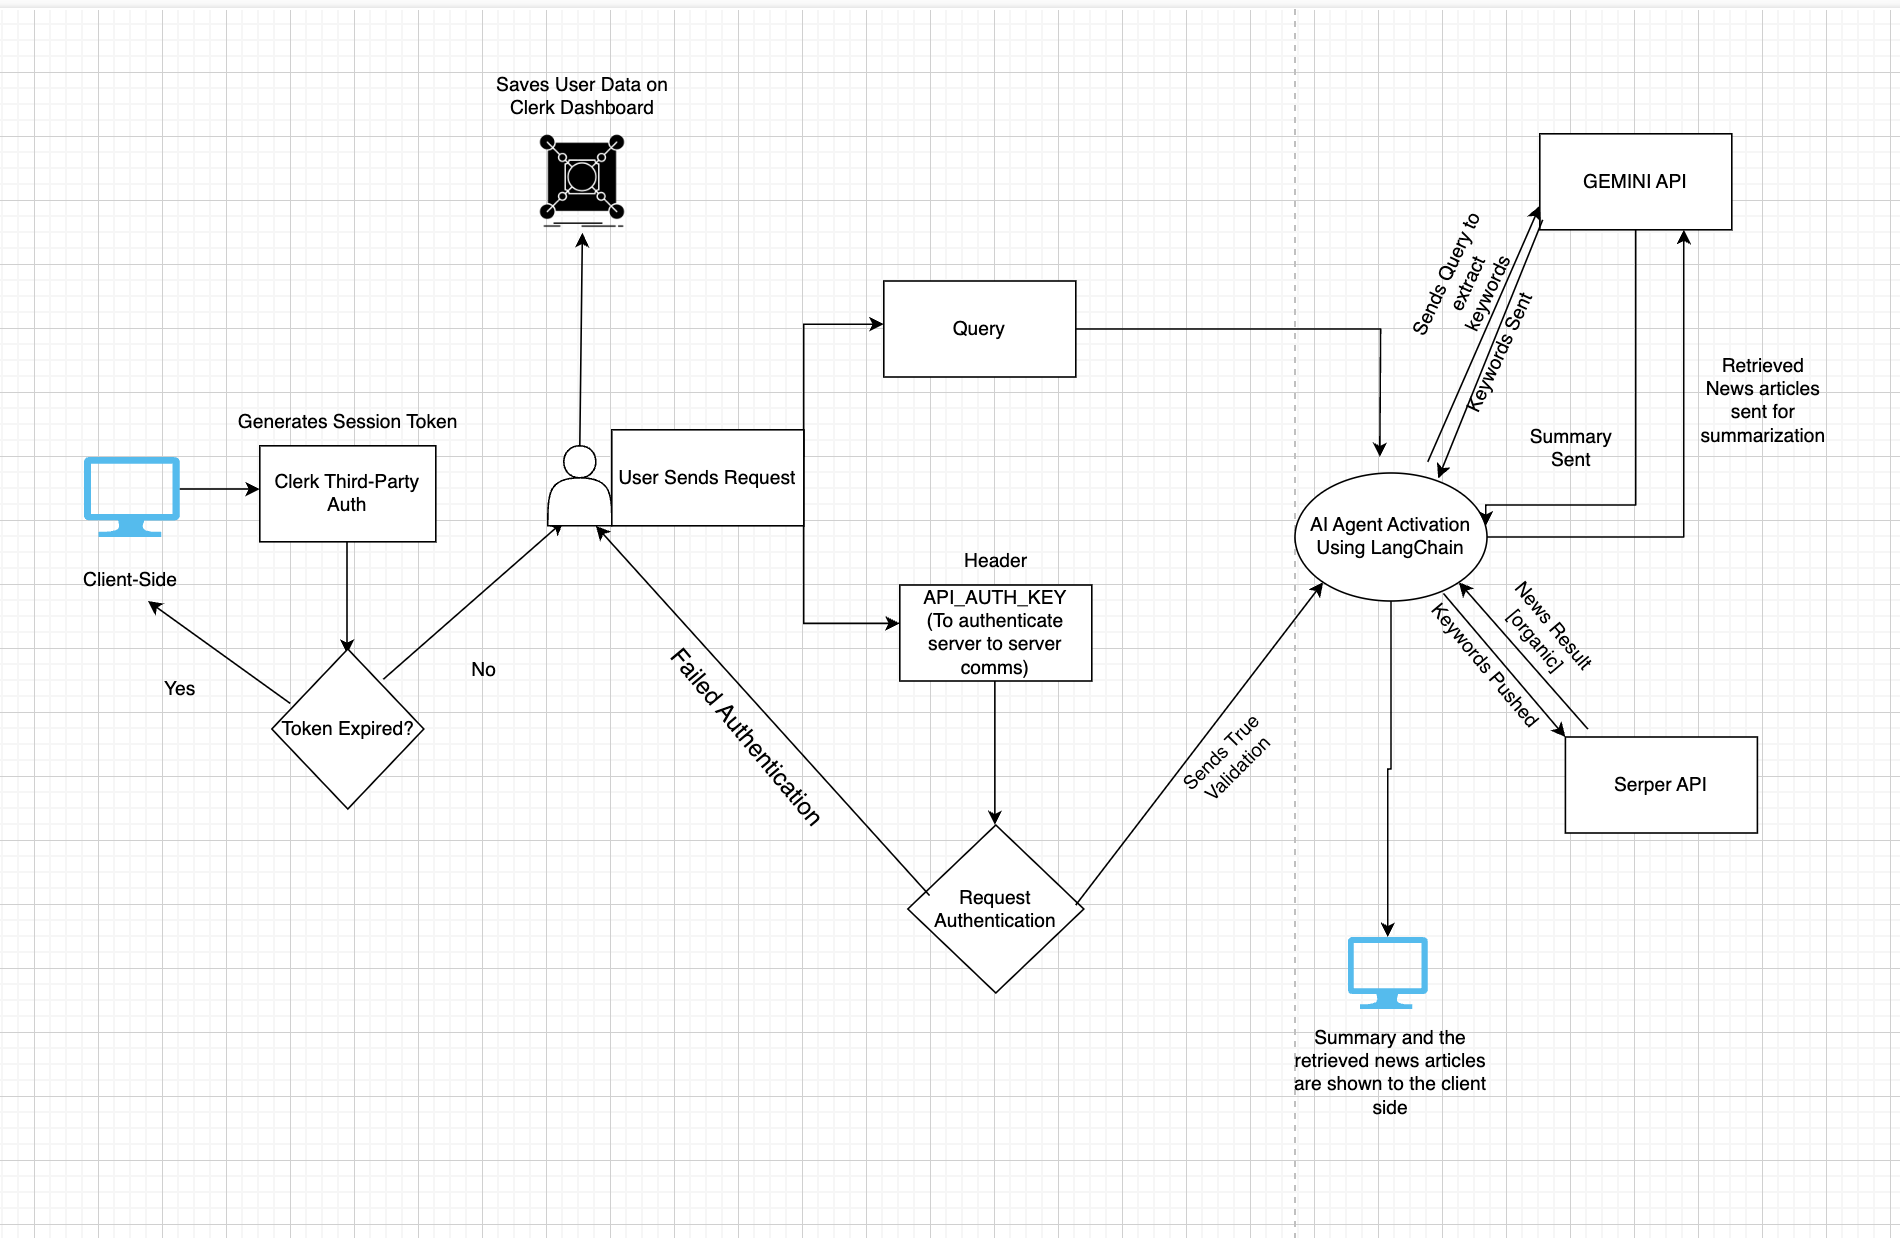 Saves User Data on
Clerk Dashboard
GEMINI API
Sends Query to
extract
keywords
Keywords Sent
Query
Retrieved
News articles
sent for
summarization
Generates Session Token
Summary
Sent
Clerk Third-Party
Auth
User Sends Request
AI Agent Activation
Using LangChain
Client-Side
Header
API_AUTH_KEY
(To authenticate
server to server
comms)
News Result
[organic]
Keywords Pushed
Yes
No
Failed Authentication
Token Expired?
Sends True
Validation
Serper API
Request
Authentication
Summary and the
retrieved news articles
are shown to the client
side